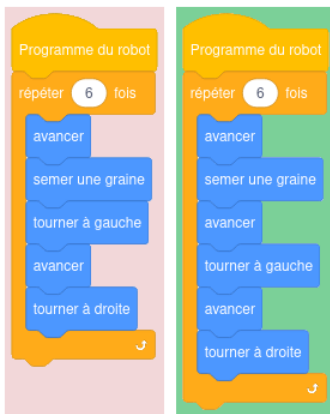 Programme du robot
répéter 6 fois
avancer
semer une graine
tourner à gauche
avancer
tourner à droite
Programme du robot
répéter 6 fois
avancer
semer une graine
avancer
tourner à gauche
avancer
tourner à droite